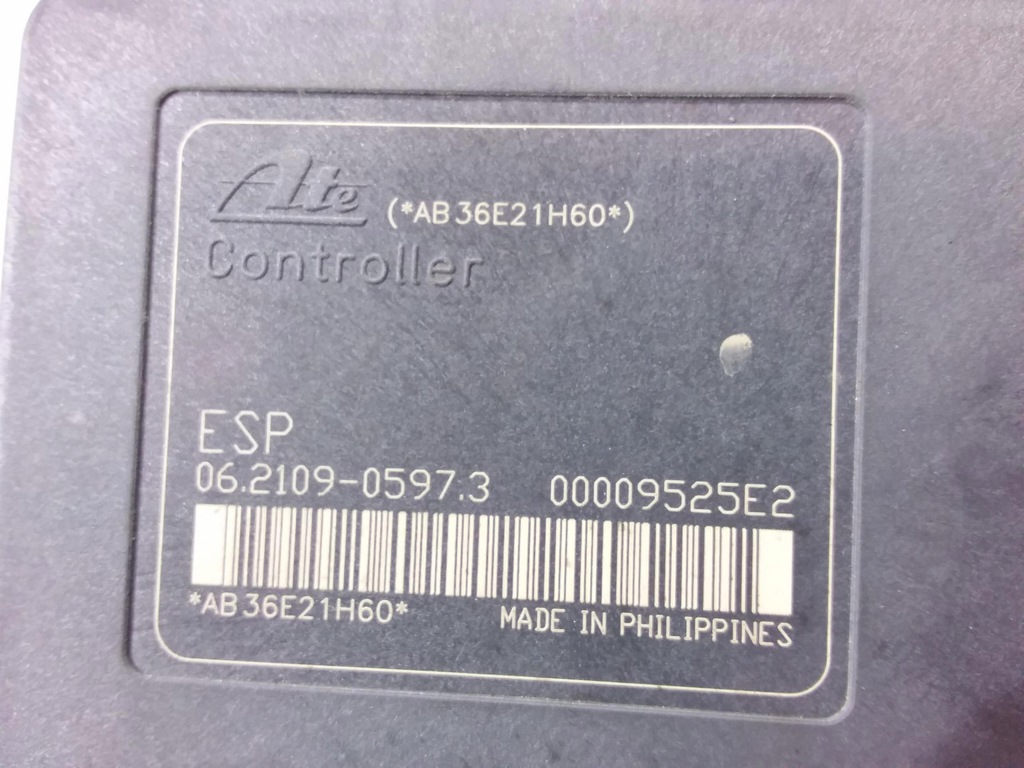 Ate (*AB36E21H60*)
Controller
ESP
06.2109-0597.3 00009525E2
*AB36E21H60* MADE IN PHILIPPINES